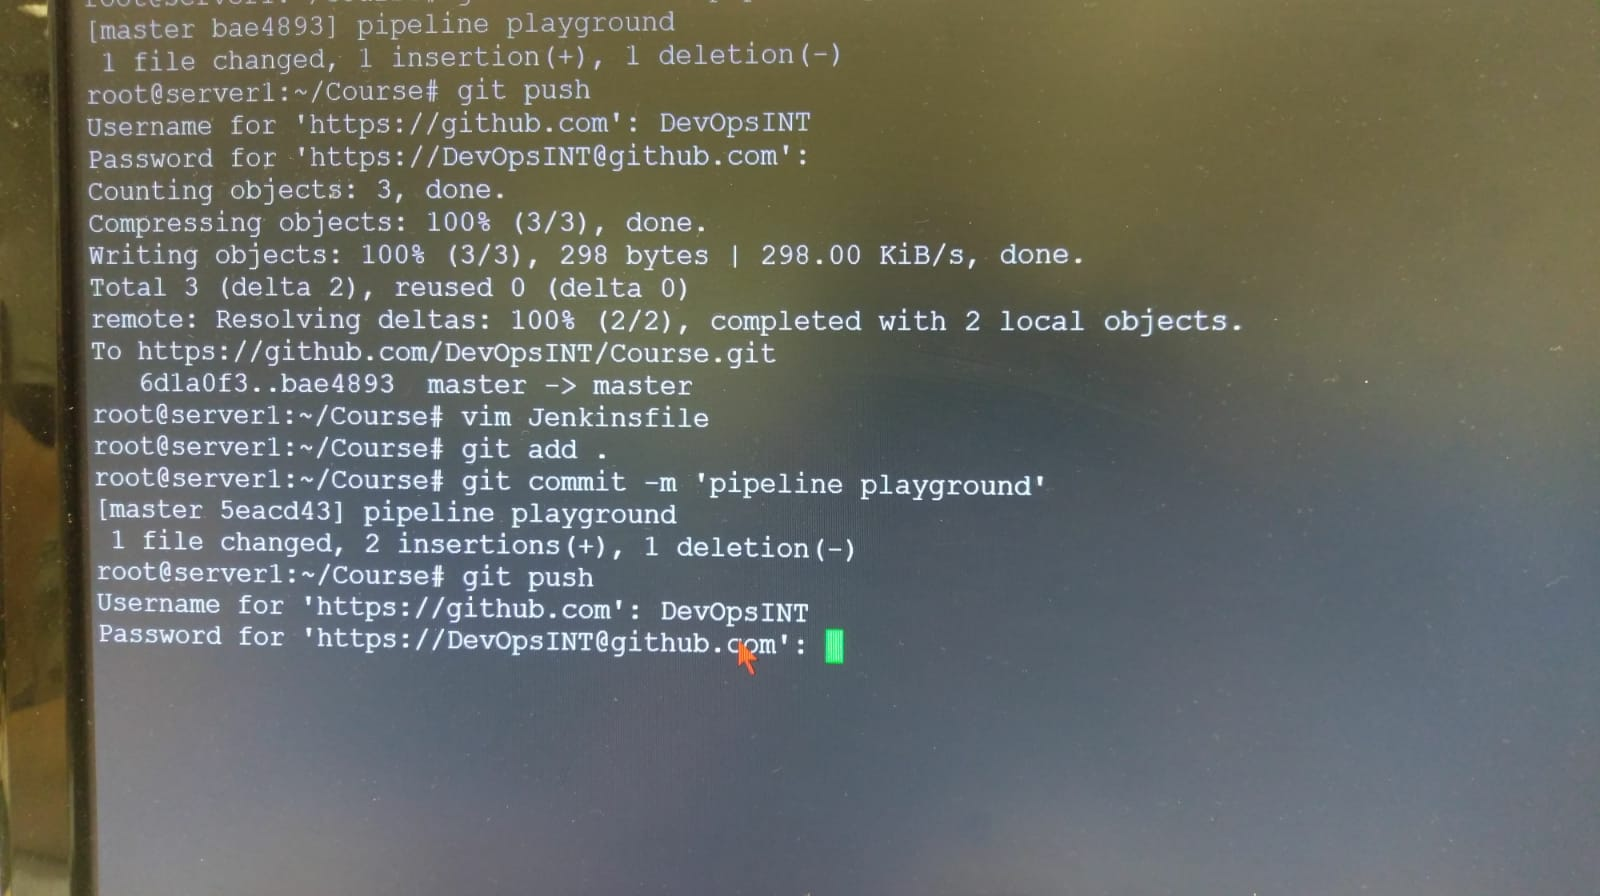 [master bae4893] pipeline playground
 1 file changed, 1 insertion(+), 1 deletion(-)
root@server1:~/Course# git push
Username for 'https://github.com': DevOpsINT
Password for 'https://DevOpsINT@github.com':
Counting objects: 3, done.
Compressing objects: 100% (3/3), done.
Writing objects: 100% (3/3), 298 bytes | 298.00 KiB/s, done.
Total 3 (delta 2), reused 0 (delta 0)
remote: Resolving deltas: 100% (2/2), completed with 2 local objects.
To https://github.com/DevOpsINT/Course.git
   6d1a0f3..bae4893  master -> master
root@server1:~/Course# vim Jenkinsfile
root@server1:~/Course# git add .
root@server1:~/Course# git commit -m 'pipeline playground'
[master 5eacd43] pipeline playground
 1 file changed, 2 insertions(+), 1 deletion(-)
root@server1:~/Course# git push
Username for 'https://github.com': DevOpsINT
Password for 'https://DevOpsINT@github.com':